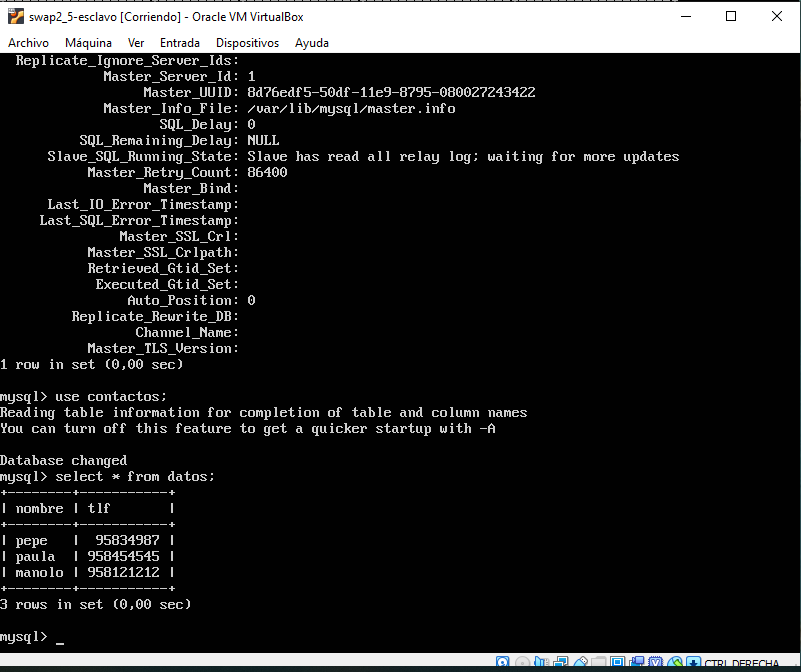 swap2_5-esclavo [Corriendo] - Oracle VM VirtualBox
Archivo Máquina Ver Entrada Dispositivos Ayuda
Replicate_Ignore_Server_Ids:
Master_Server_Id: 1
Master_UUID: 8d76edf5-50df-11e9-8795-080027243422
Master_Info_File: /var/lib/mysql/master.info
SQL_Delay: 0
SQL_Remaining_Delay: NULL
Slave_SQL_Running_State: Slave has read all relay log; waiting for more updates
Master_Retry_Count: 86400
Master_Bind:
Last_IO_Error_Timestamp:
Last_SQL_Error_Timestamp:
Master_SSL_Crl:
Master_SSL_Crlpath:
Retrieved_Gtid_Set:
Executed_Gtid_Set:
Auto_Position: 0
Replicate_Rewrite_DB:
Channel_Name:
Master_TLS_Version:
1 row in set (0,00 sec)
mysql> use contactos;
Reading table information for completion of table and column names
You can turn off this feature to get a quicker startup with -A
Database changed
mysql> select * from datos;
+--------+-----------+
| nombre | tlf       |
+--------+-----------+
| pepe   |  95834987 |
| paula  | 958454545 |
| manolo | 958121212 |
+--------+-----------+
3 rows in set (0,00 sec)
mysql> _
CTRL DERECHA